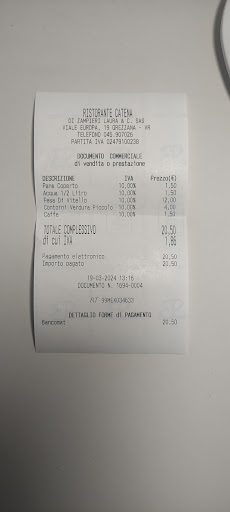 RISTORANTE CATENA
DI ZAMPIERI LAURA & C. SAS
VIALE EUROPA, 19 GREZZANA - VR
TELEFONO 045.907026
PARTITA IVA 02479100238
DOCUMENTO COMMERCIALE
di vendita o prestazione
DESCRIZIONE IVA Prezzo(€)
Pane Coperto 10,00% 1,50
Acqua 1/2 Litro 10,00% 1,50
Pesa Di Vitello 10,00% 12,00
Contorni Verdura Piccolo 10,00% 4,00
Caffe 10,00% 1,50
TOTALE COMPLESSIVO 20,50
di cui IVA 1,86
Pagamento elettronico 20,50
Importo pagato 20,50
19-03-2024 13:16
DOCUMENTO N. 1694-0004
DETTAGLIO FORME di PAGAMENTO
Bancomat 20,50